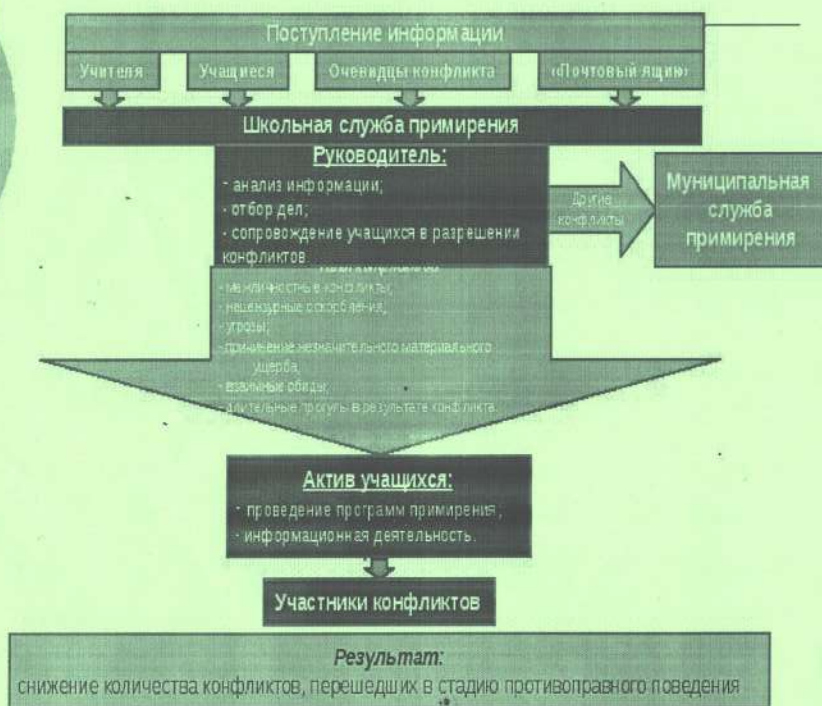 Поступление информации
Учителя
Учащиеся
Очевидцы конфликта
«Почтовый ящик»
Школьная служба примирения
Руководитель:
- анализ информации;
- отбор дел;
- сопровождение учащихся в разрешении
конфликтов.
Другие
конфликты
Муниципальная
служба
примирения
- межличностные конфликты;
- нецензурные оскорбления;
- угрозы;
- причинение незначительного материального
ущерба;
- взаимные обиды;
- длительные прогулы в результате конфликта.
Актив учащихся:
- проведение программ примирения;
- информационная деятельность.
Участники конфликтов
Результат:
снижение количества конфликтов, перешедших в стадию противоправного поведения